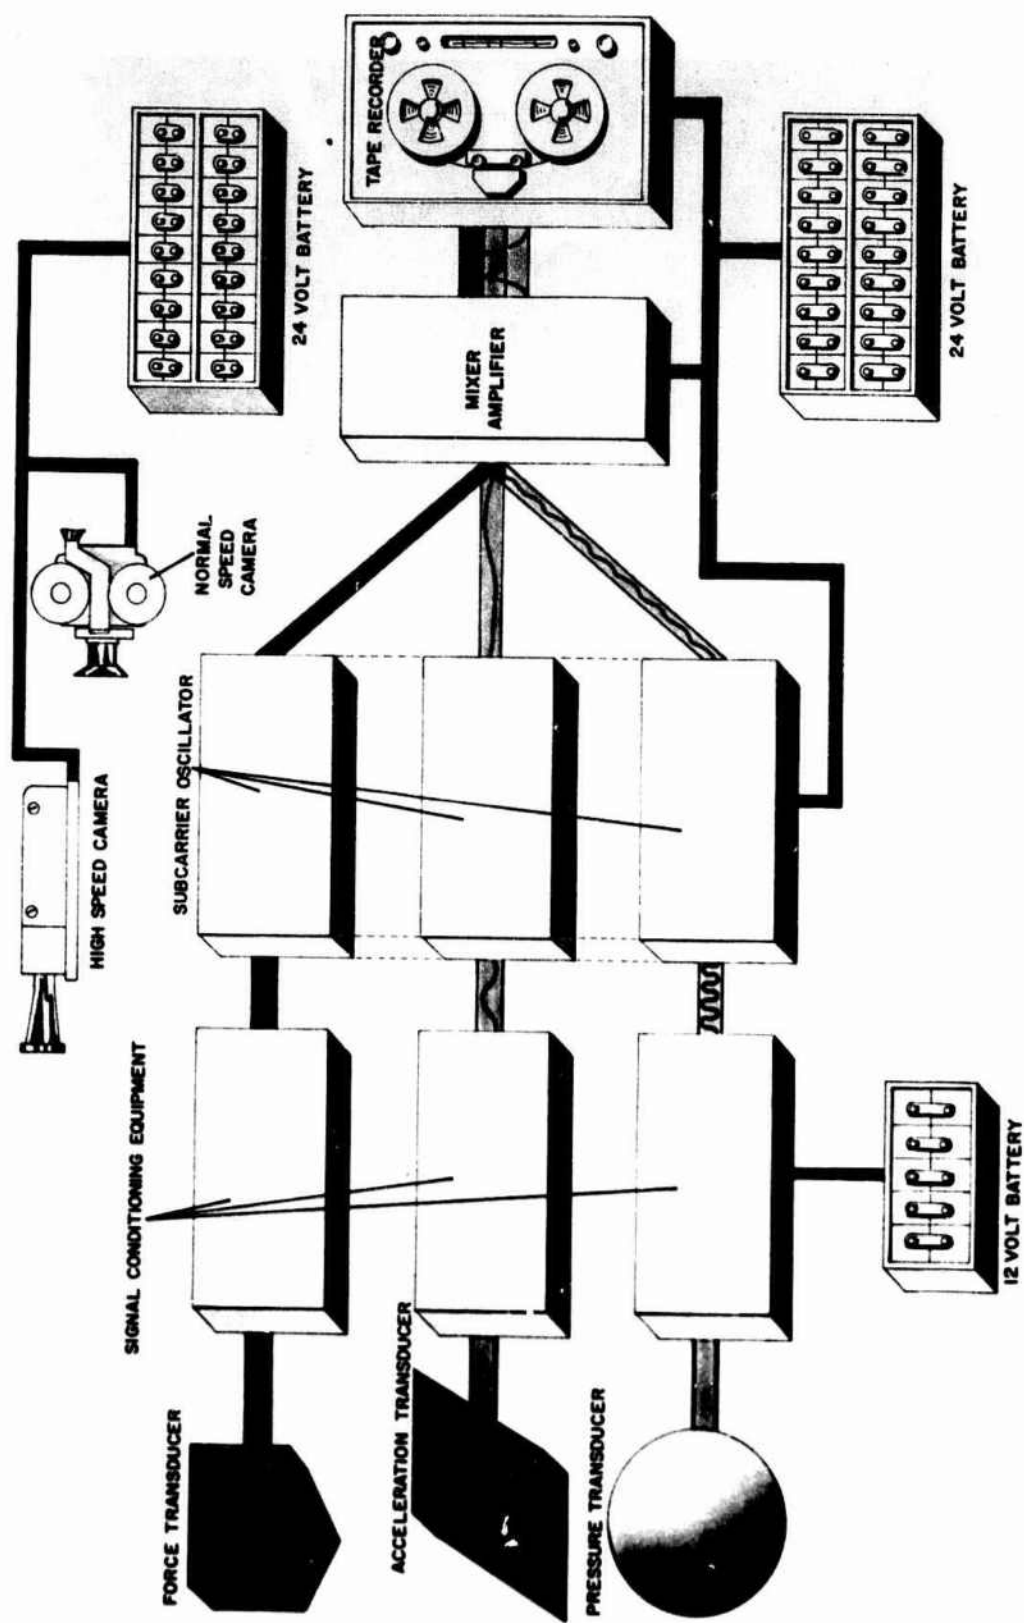 HIGH SPEED CAMERA
NORMAL
SPEED
CAMERA
24 VOLT BATTERY
SIGNAL CONDITIONING EQUIPMENT
SUBCARRIER OSCILLATOR
FORCE TRANSDUCER
ACCELERATION TRANSDUCER
PRESSURE TRANSDUCER
MIXER
AMPLIFIER
TAPE RECORDER
12 VOLT BATTERY
24 VOLT BATTERY